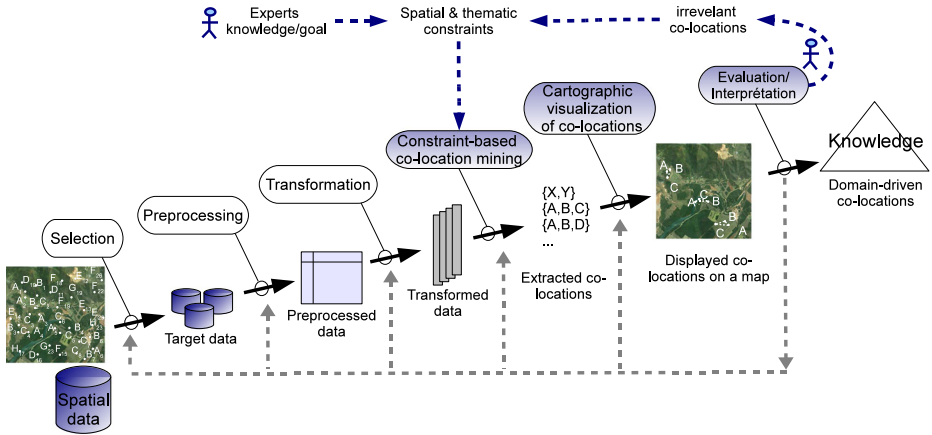 Experts
knowledge/goal
Spatial & thematic
constraints
irrevelant
co-locations
Evaluation/
Interprétation
Cartographic
visualization
of co-locations
Constraint-based
co-location mining
Transformation
Preprocessing
Selection
Knowledge
Domain-driven
co-locations
{X,Y}
{A,B,C}
{A,B,D}
...
Extracted co-
locations
Displayed co-
locations on a map
Transformed data
Preprocessed
data
Target data
Spatial
data
A
B
C
C
A
B
B
C
A